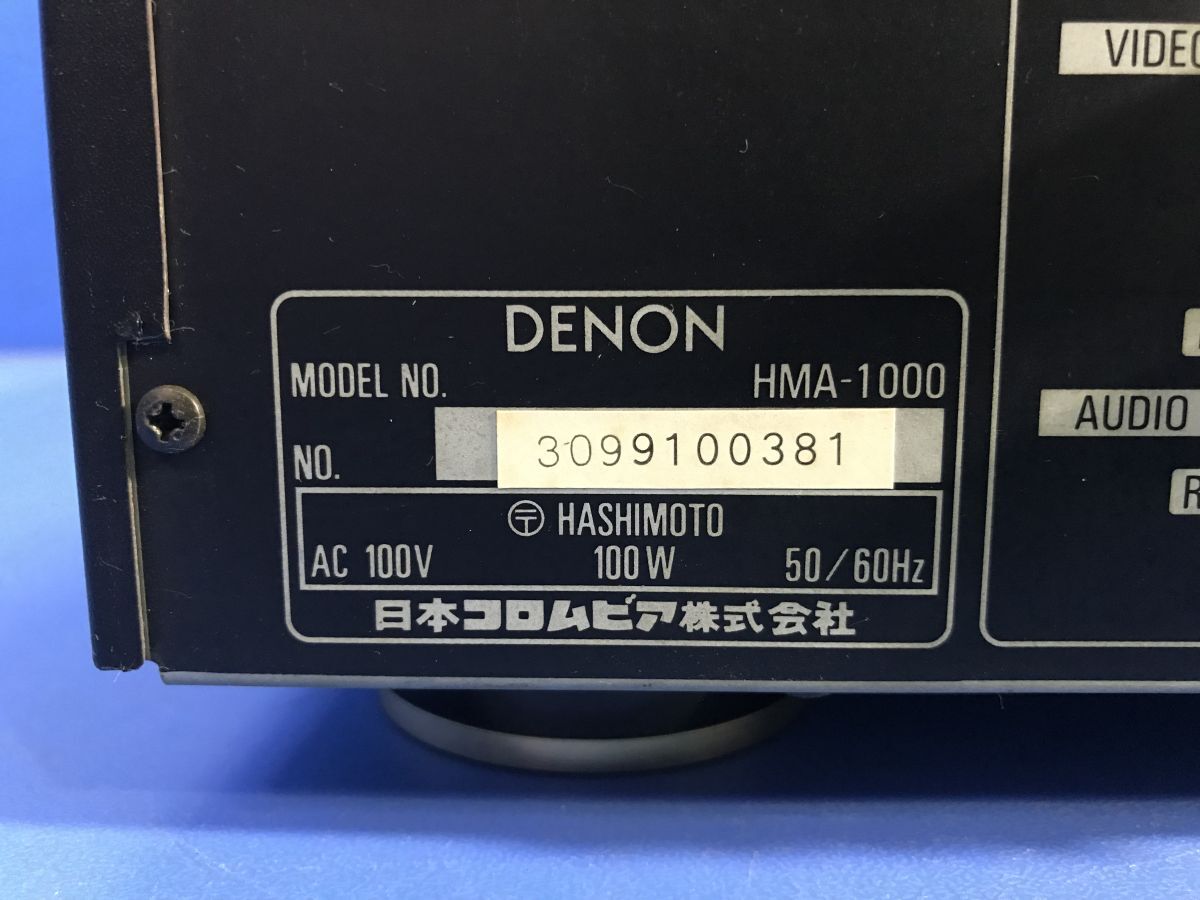 DENON
MODEL NO. HMA-1000
NO. 3099100381
〶 HASHIMOTO
AC 100V 100W 50/60Hz
日本コロムビア株式会社
VIDEO
AUDIO
R